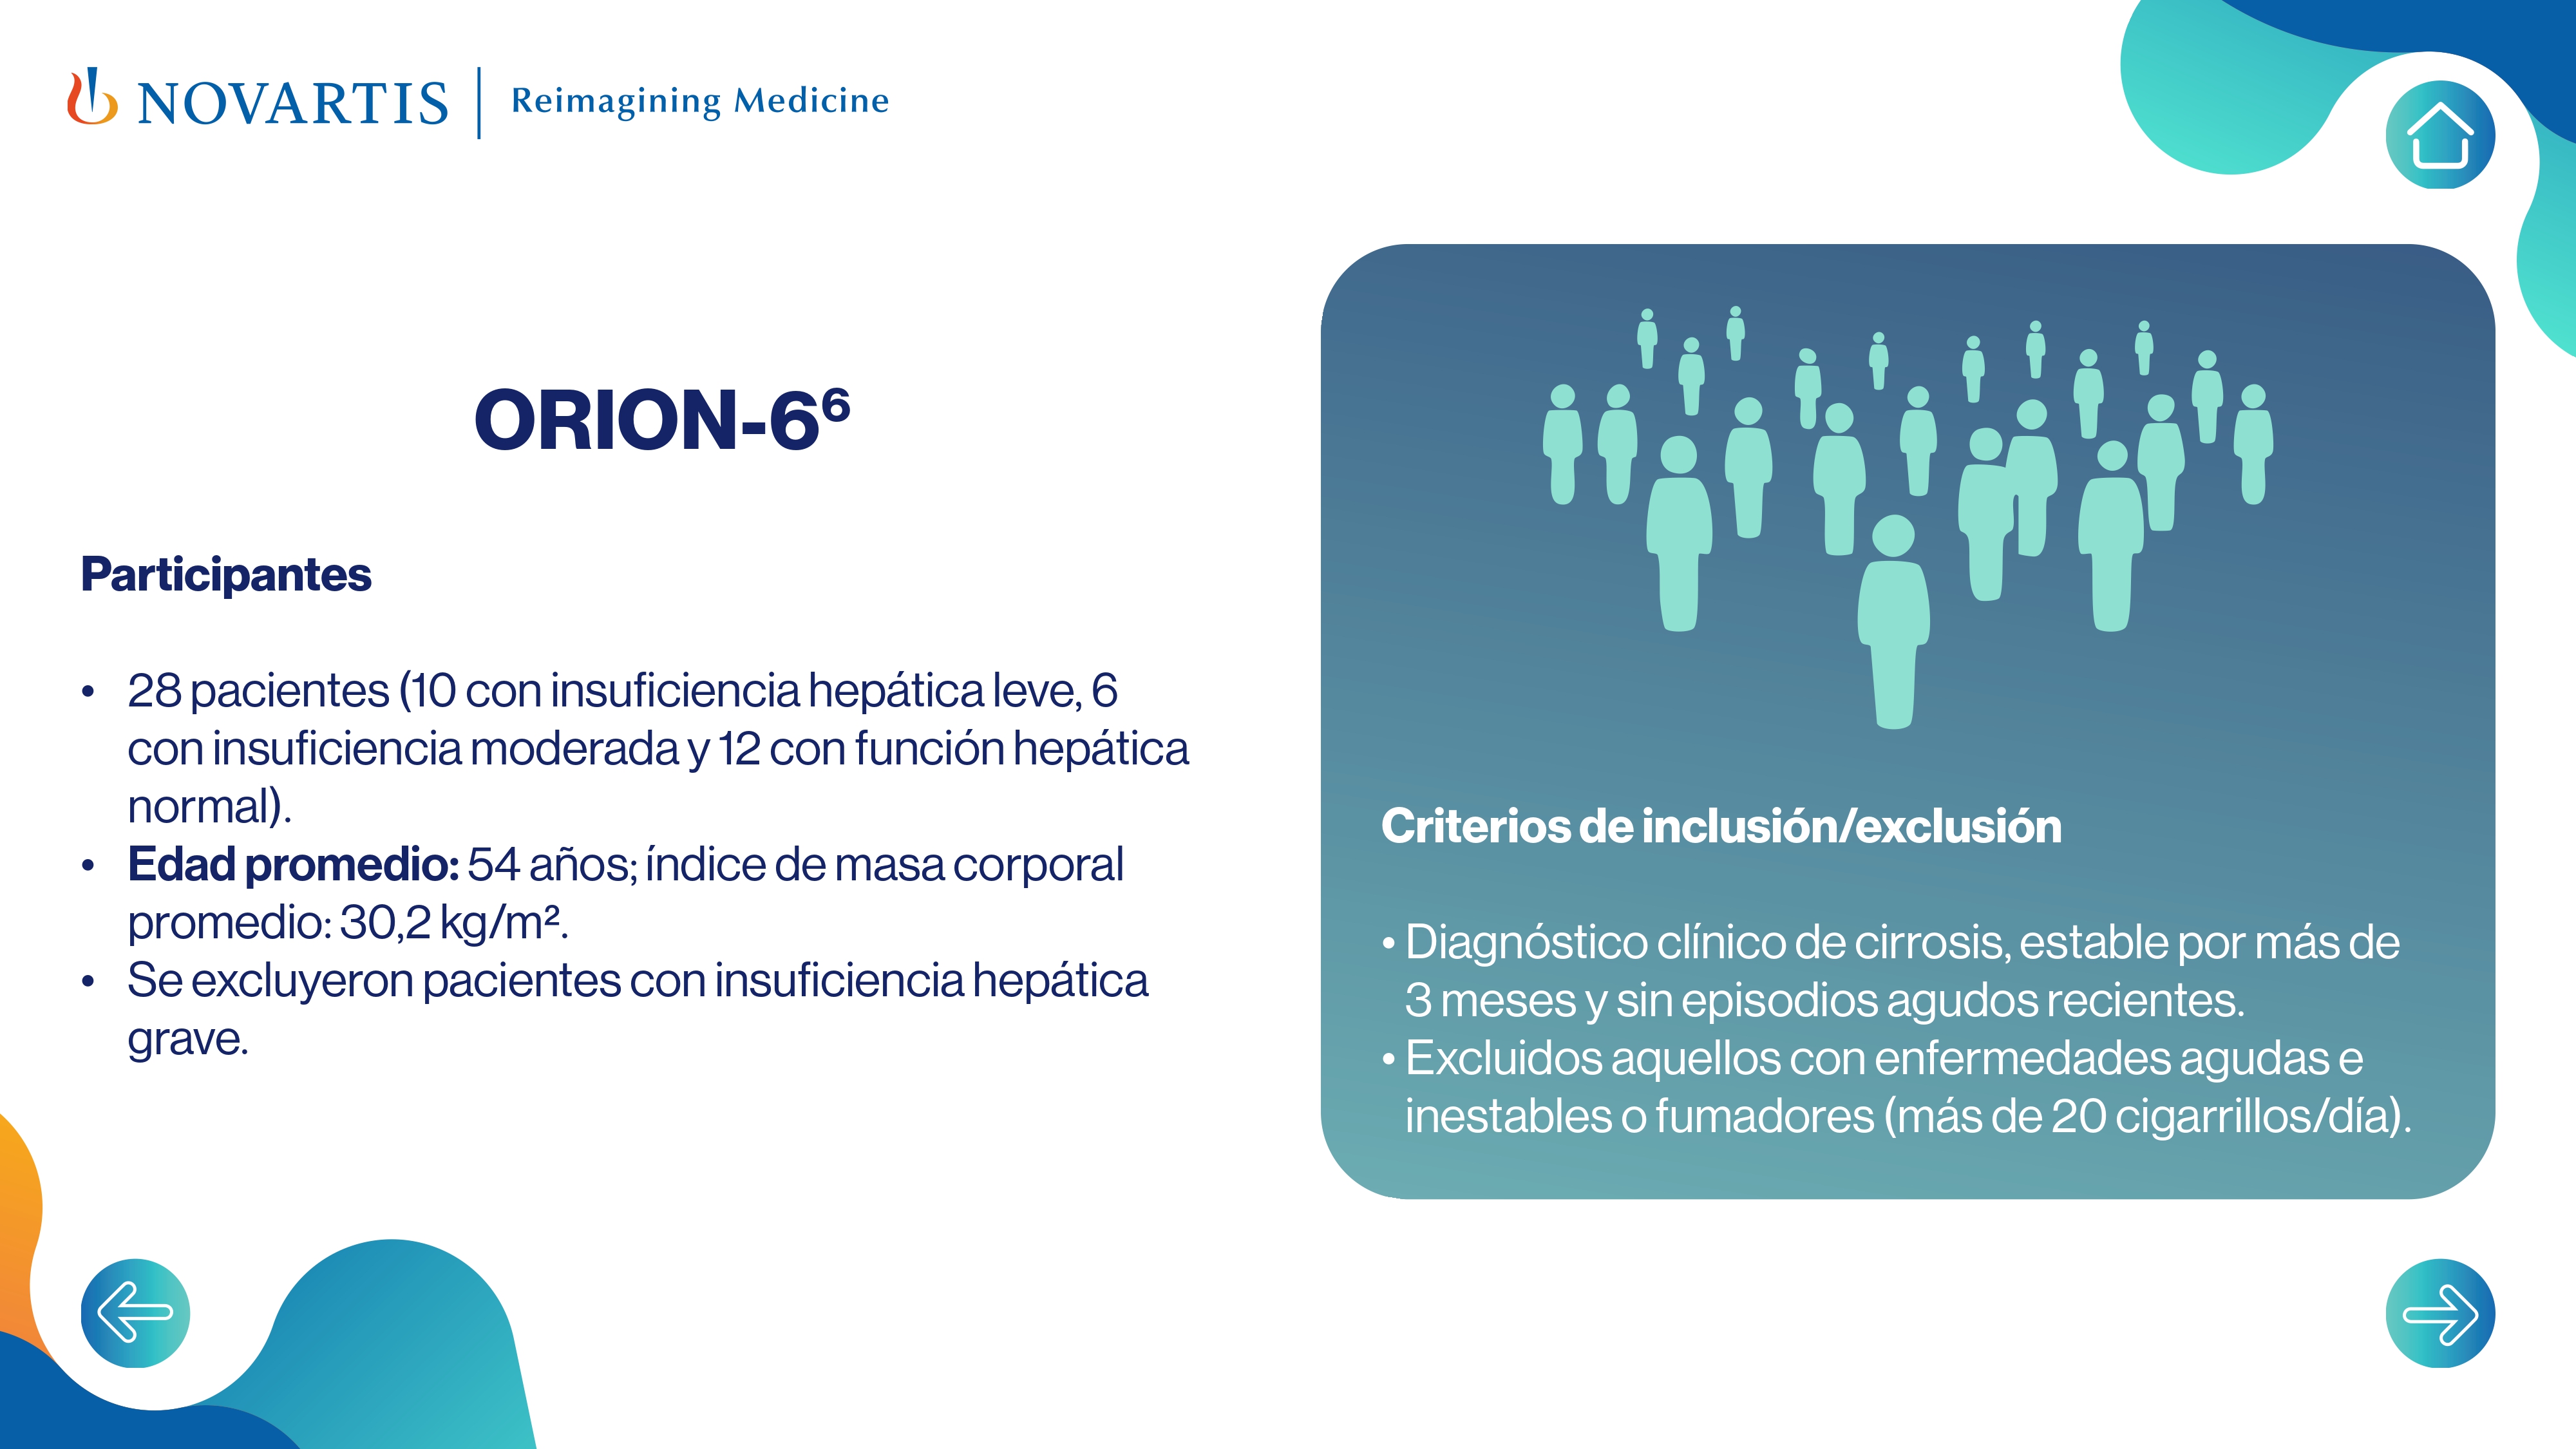 NOVARTIS | Reimagining Medicine
ORION-6⁶
Participantes
• 28 pacientes (10 con insuficiencia hepática leve, 6
con insuficiencia moderada y 12 con función hepática
normal).
• Edad promedio: 54 años; índice de masa corporal
promedio: 30,2 kg/m².
• Se excluyeron pacientes con insuficiencia hepática
grave.
Criterios de inclusión/exclusión
• Diagnóstico clínico de cirrosis, estable por más de
3 meses y sin episodios agudos recientes.
• Excluidos aquellos con enfermedades agudas e
inestables o fumadores (más de 20 cigarrillos/día).